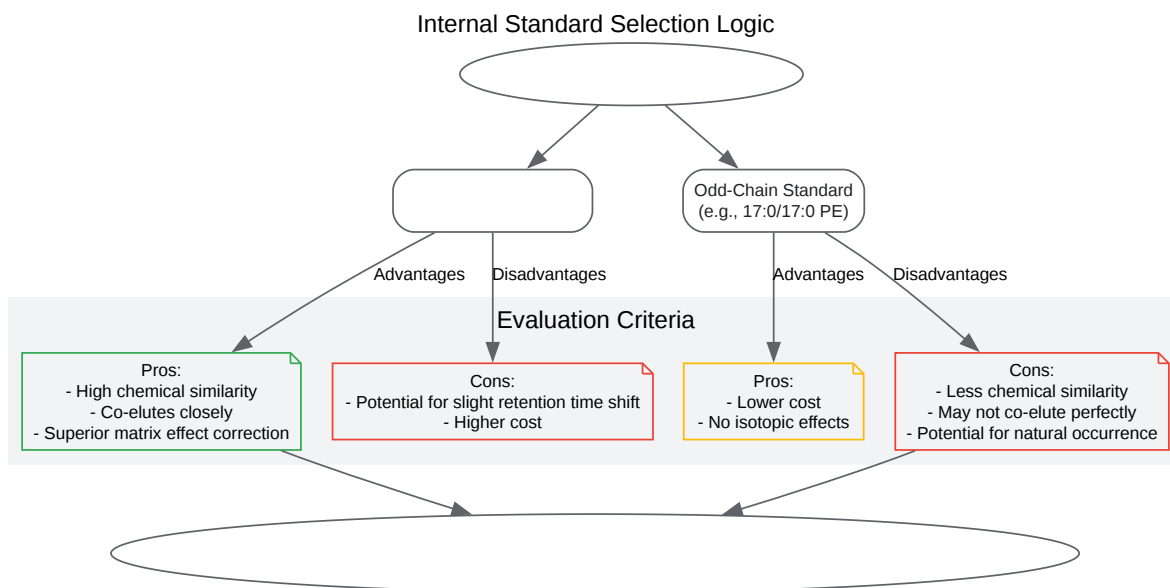 Internal Standard Selection Logic
Odd-Chain Standard
(e.g., 17:0/17:0 PE)
Advantages
Disadvantages
Advantages
Disadvantages
Evaluation Criteria
Pros:
- High chemical similarity
- Co-elutes closely
- Superior matrix effect correction
Cons:
- Potential for slight retention time shift
- Higher cost
Pros:
- Lower cost
- No isotopic effects
Cons:
- Less chemical similarity
- May not co-elute perfectly
- Potential for natural occurrence